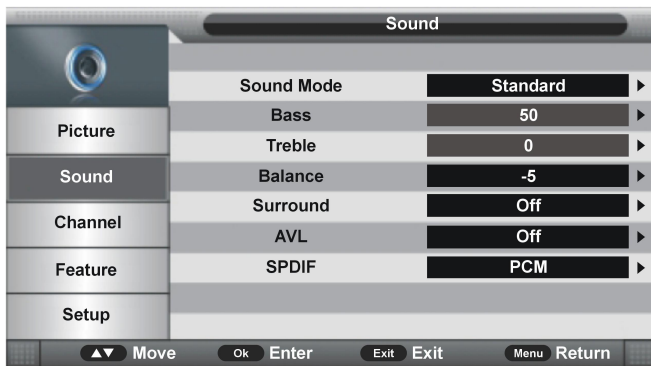 Sound
Sound Mode Standard
Bass 50
Treble 0
Balance -5
Surround Off
AVL Off
SPDIF PCM
Picture
Sound
Channel
Feature
Setup
▲▼ Move Ok Enter Exit Exit Menu Return